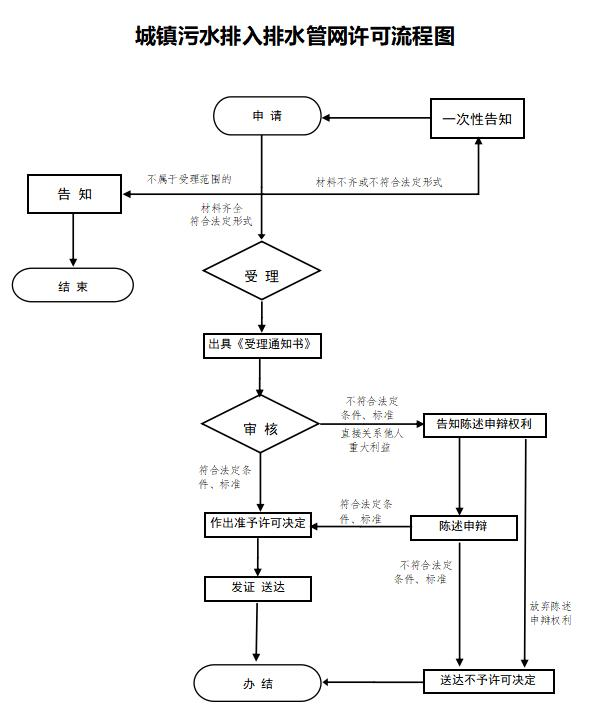 城镇污水排入排水管网许可流程图
申 请
一次性告知
不属于受理范围的
材料不齐或不符合法定形式
告 知
材料齐全
符合法定形式
受 理
结 束
出具《受理通知书》
不符合法定
条件、标准
审 核
直接关系他人
重大利益
告知陈述申辩权利
符合法定条
件、标准
符合法定条
件、标准
作出准予许可决定
陈述申辩
不符合法定
条件、标准
发证 送达
放弃陈述
申辩权利
办 结
送达不予许可决定